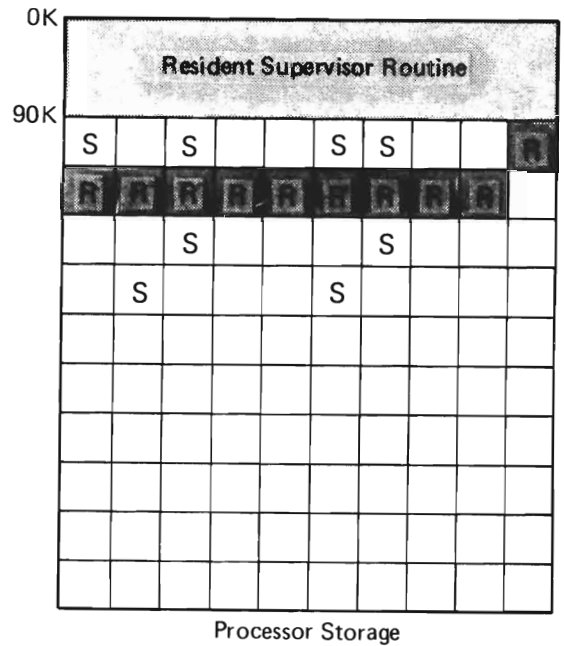 0K
Resident Supervisor Routine
90K
S S S S R
R R R R R R R R R
S S
S S
Processor Storage